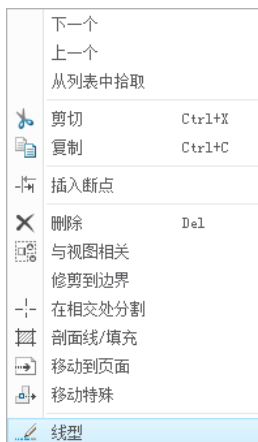 下一个
上一个
从列表中拾取
剪切 Ctrl+X
复制 Ctrl+C
插入断点
删除 Del
与视图相关
修剪到边界
在相交处分割
剖面线/填充
移动到页面
移动特殊
线型